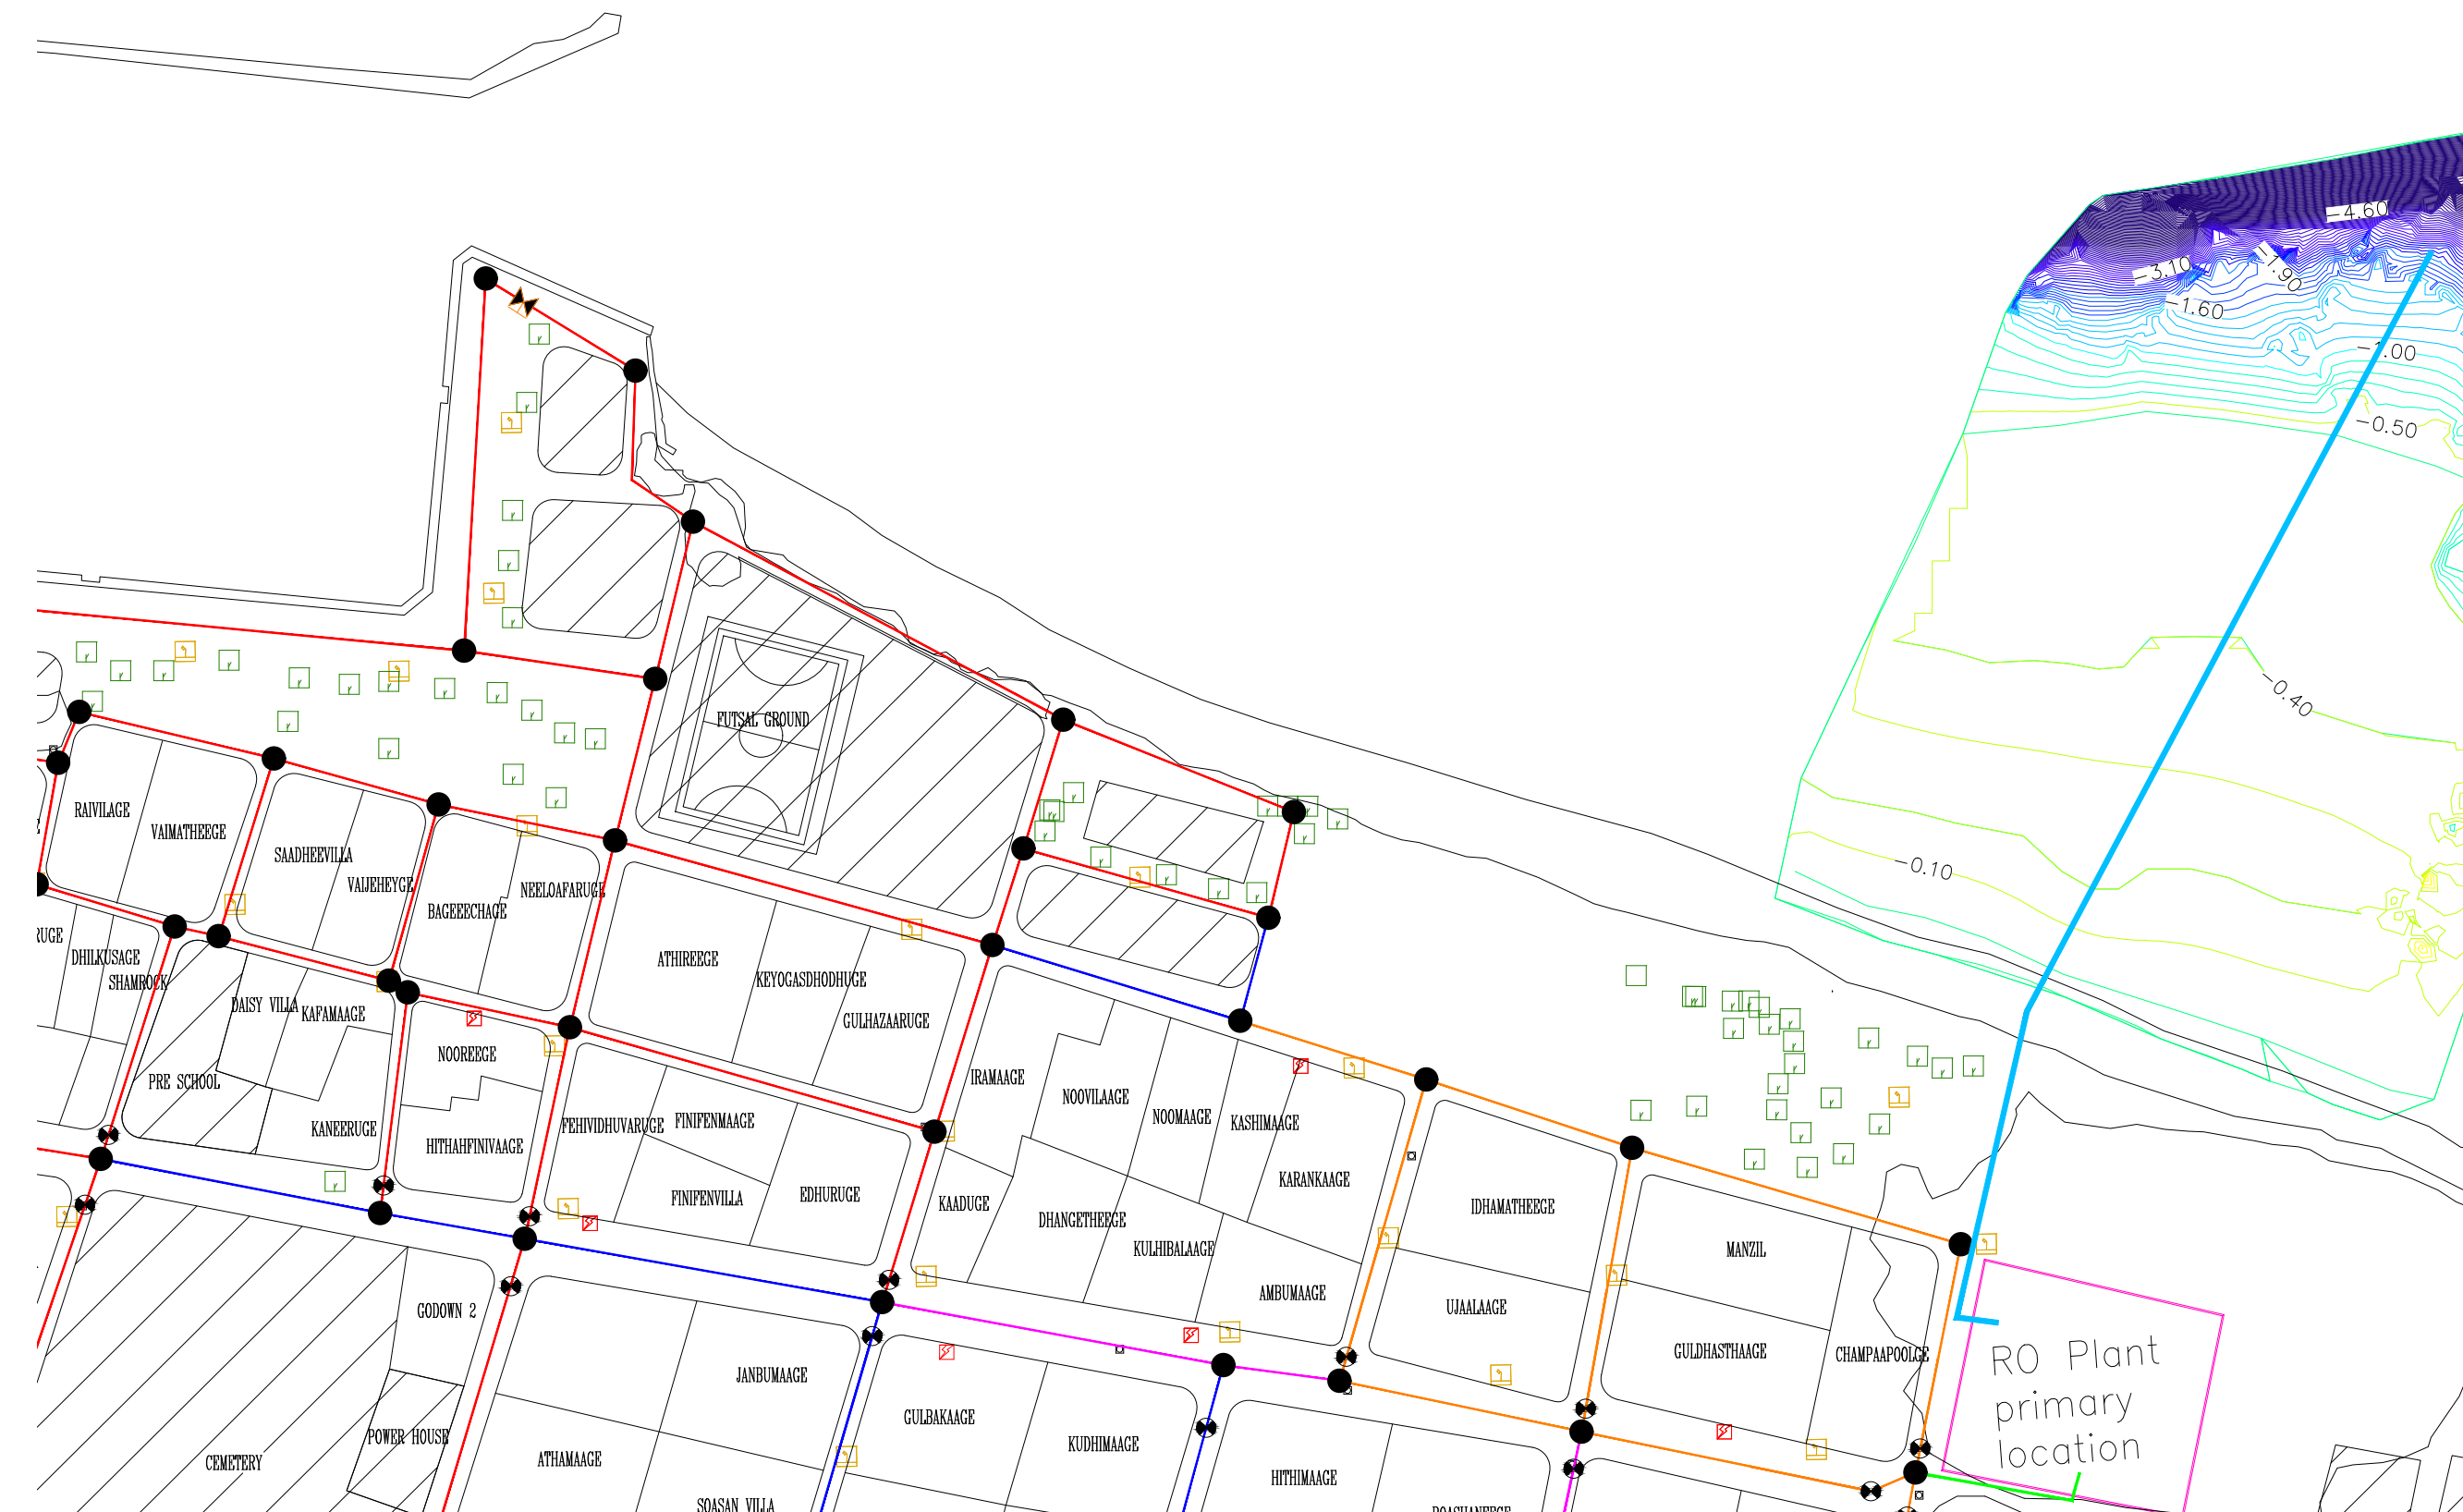 -4.60
-3.10
-1.90
-1.60
-1.00
-0.50
-0.40
-0.10
FUTSAL GROUND
RAIVILAGE
VAIMATHEEGE
SAADHEEVILLA
VAIJEHEYGE
NEELOAFARUGE
BAGEEECHAGE
RUGE
DHILKUSAGE
SHAMROCK
ATHIREEGE
KEYOGASDHODHUGE
GULHAZAARUGE
DAISY VILLA
KAFAMAAGE
NOOREEGE
PRE SCHOOL
KANEERUGE
HITHAHFINIVAAGE
FEHIVIDHUVARUGE
FINIFENMAAGE
FINIFENVILLA
EDHURUGE
IRAMAAGE
NOOVILAAGE
NOOMAAGE
KASHIMAAGE
KARANKAAGE
KAADUGE
DHANGETHEEGE
KULHIBALAAGE
AMBUMAAGE
IDHAMATHEEGE
UJAALAAGE
MANZIL
GULDHASTHAAGE
CHAMPAAPOOLGE
RO Plant
primary
location
GODOWN 2
POWER HOUSE
CEMETERY
JANBUMAAGE
ATHAMAAGE
SOASAN VILLA
GULBAKAAGE
KUDHIMAAGE
HITHIMAAGE